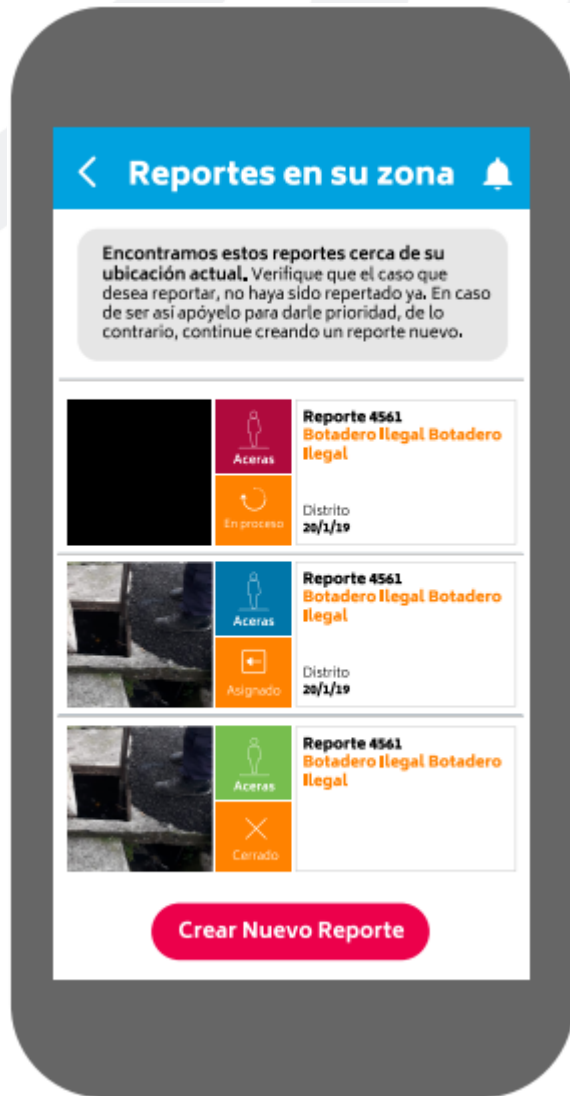 Reportes en su zona
Encontramos estos reportes cerca de su
ubicación actual. Verifique que el caso que
desea reportar, no haya sido repertado ya. En caso
de ser así apóyelo para darle prioridad, de lo
contrario, continue creando un reporte nuevo.
Aceras
En proceso
Reporte 4561
Botadero Ilegal Botadero
Ilegal
Distrito
20/1/19
Aceras
Asignado
Reporte 4561
Botadero Ilegal Botadero
Ilegal
Distrito
20/1/19
Aceras
Cerrado
Reporte 4561
Botadero Ilegal Botadero
Ilegal
Crear Nuevo Reporte